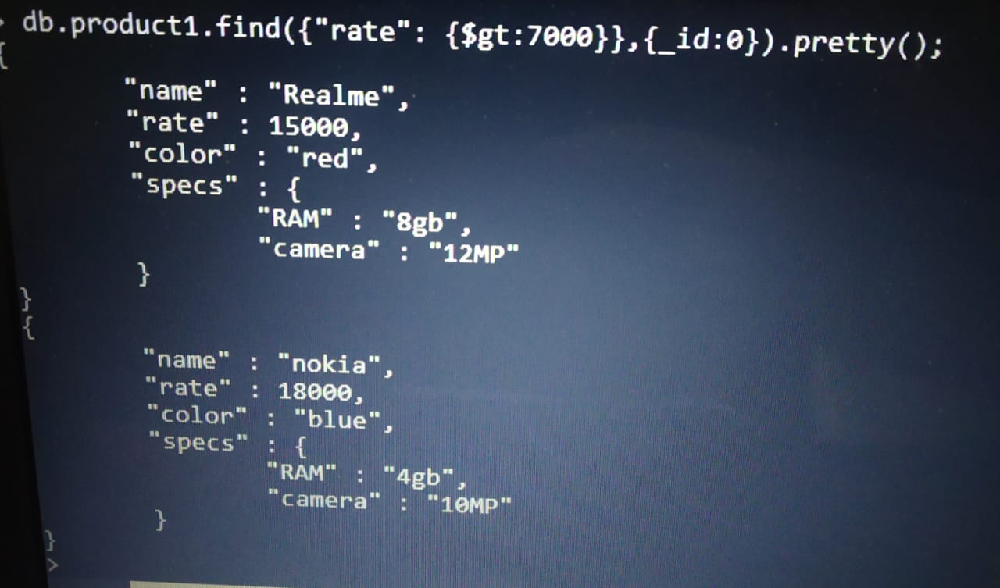 > db.product1.find({"rate": {$gt:7000}},{_id:0}).pretty();
{
"name" : "Realme",
"rate" : 15000,
"color" : "red",
"specs" : {
"RAM" : "8gb",
"camera" : "12MP"
}
}
{
"name" : "nokia",
"rate" : 18000,
"color" : "blue",
"specs" : {
"RAM" : "4gb",
"camera" : "10MP"
}
}
>